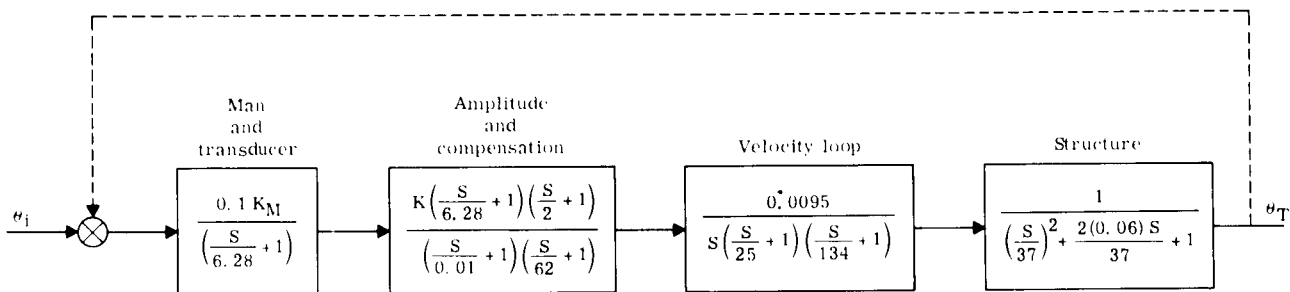 Man
and
transducer
Amplitude
and
compensation
Velocity loop
Structure
θi
0.1 KM
(S/6.28 + 1)
K(S/6.28 + 1)(S/2 + 1)
(S/0.01 + 1)(S/62 + 1)
0.0095
S(S/25 + 1)(S/134 + 1)
1
(S/37)² + 2(0.06) S/37 + 1
θT